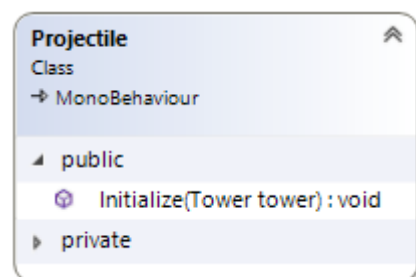 Projectile
Class
MonoBehaviour
public
Initialize(Tower tower) : void
private